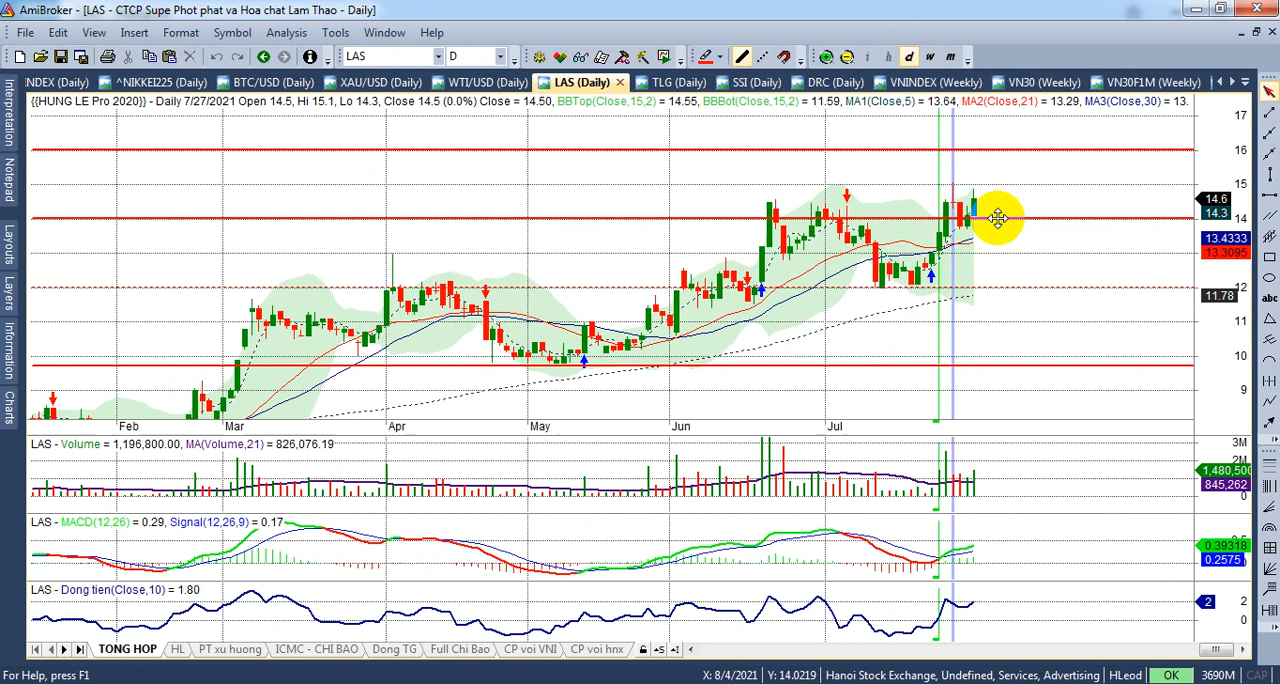 AmiBroker - [LAS - CTCP Supe Phot phat va Hoa chat Lam Thao - Daily]
File Edit View Insert Format Symbol Analysis Tools Window Help
LAS D i h d w m
INDEX (Daily) ^NIKKEI225 (Daily) BTC/USD (Daily) XAU/USD (Daily) WTI/USD (Daily) LAS (Daily) TLG (Daily) SSI (Daily) DRC (Daily) VNINDEX (Weekly) VN30 (Weekly) VN30F1M (Weekly)
{{HUNG LE Pro 2020}} - Daily 7/27/2021 Open 14.5, Hi 15.1, Lo 14.3, Close 14.5 (0.0%) Close = 14.50, BBTop(Close,15,2) = 14.55, BBBot(Close,15,2) = 11.59, MA1(Close,5) = 13.64, MA2(Close,21) = 13.29, MA3(Close,30) = 13.
Interpretation
Notepad
Layouts
Layers
Information
Charts
17
16
15
14.6
14
14.3
13.4333
13.3095
12
11.78
11
10
9
abc
Feb Mar Apr May Jun Jul
LAS - Volume = 1,196,800.00, MA(Volume,21) = 826,076.19
3M
2M
1,480,500
845,262
0
LAS - MACD(12,26) = 0.29, Signal(12,26,9) = 0.17
0.39318
0.2575
LAS - Dong tien(Close,10) = 1.80
2 2
0
TONG HOP HL PT xu huong ICMC - CHI BAO Dong TG Full Chi Bao CP voi VNI CP voi hnx
For Help, press F1 X: 8/4/2021 Y: 14.0219 Hanoi Stock Exchange, Undefined, Services, Advertising HLeod OK 3690M CAP